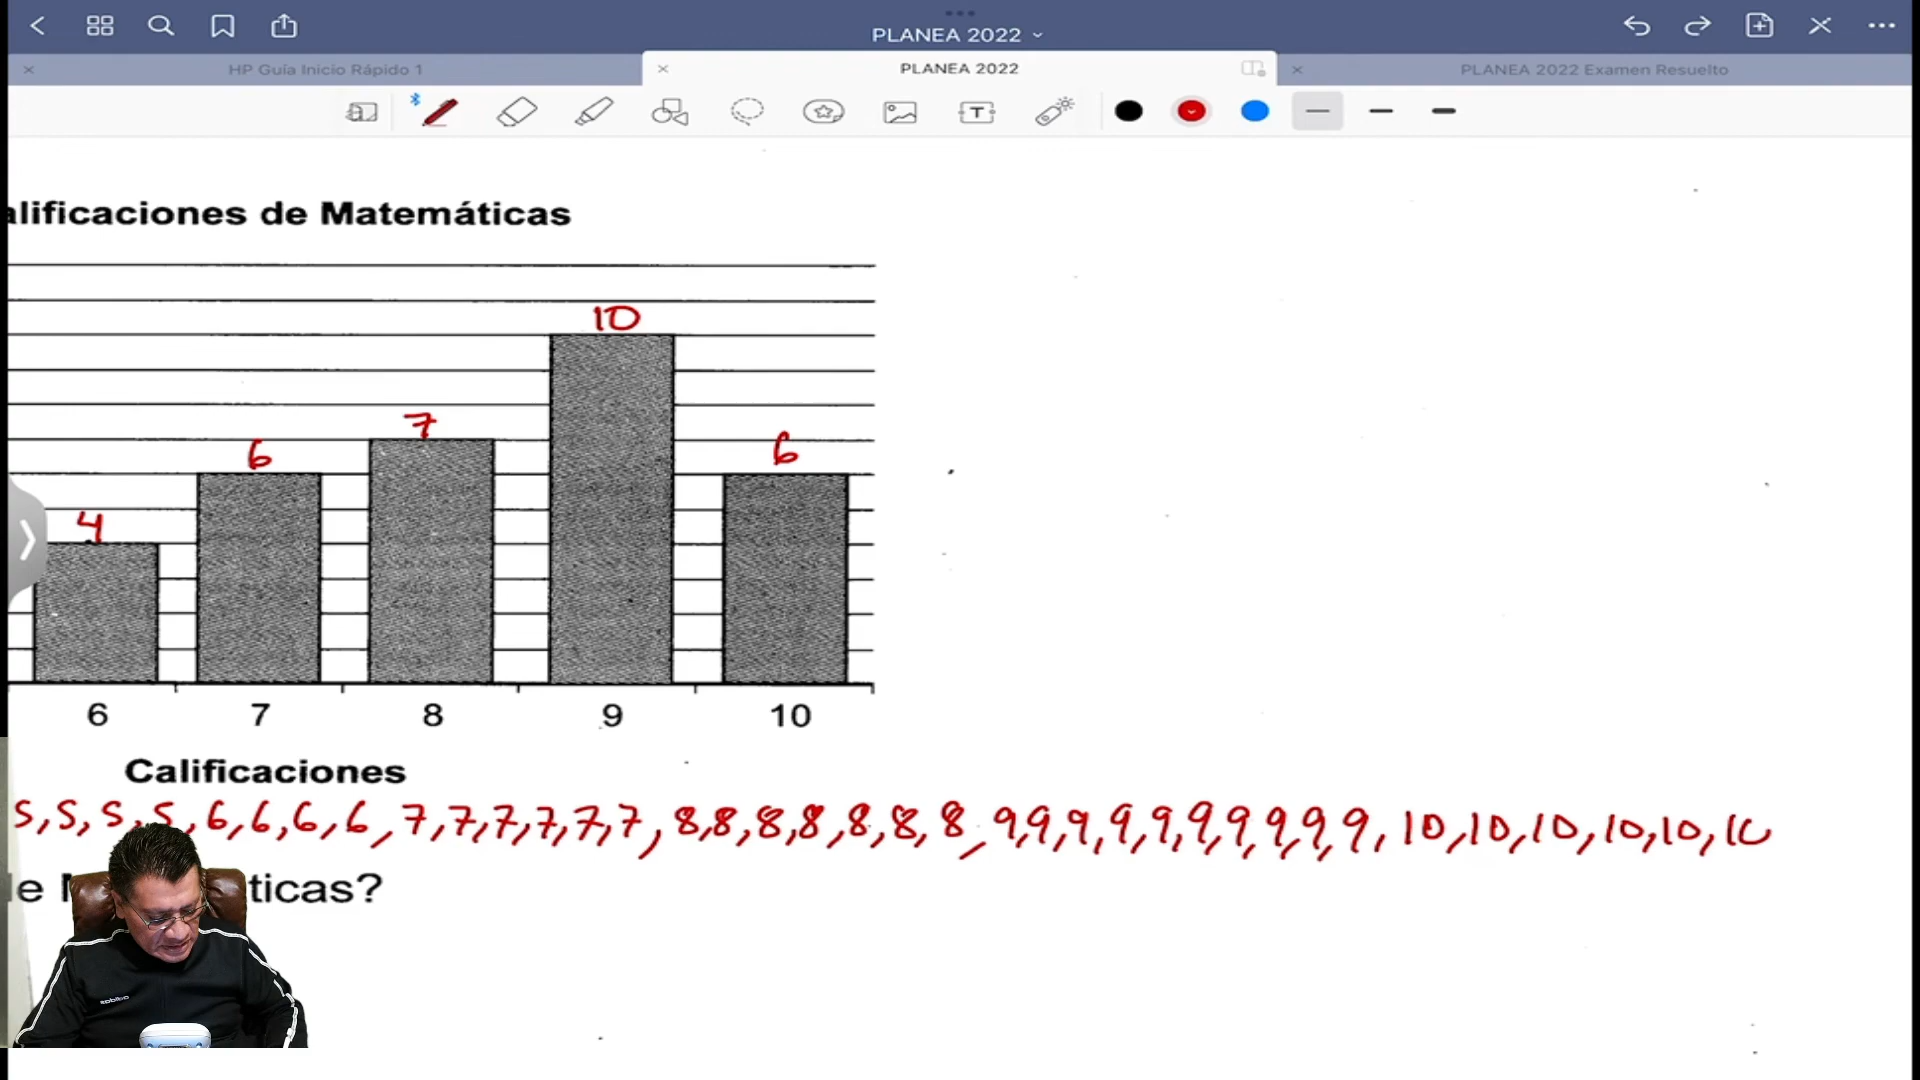 PLANEA 2022
HP Guía Inicio Rápido 1
PLANEA 2022
PLANEA 2022 Examen Resuelto
T
alificaciones de Matemáticas
10
7
6
6
4
6 7 8 9 10
Calificaciones
5,5,5,5,6,6,6,6,7,7,7,7,7,7,8,8,8,8,8,8,8,9,9,9,9,9,9,9,9,9,9,10,10,10,10,10,10
e M ticas?